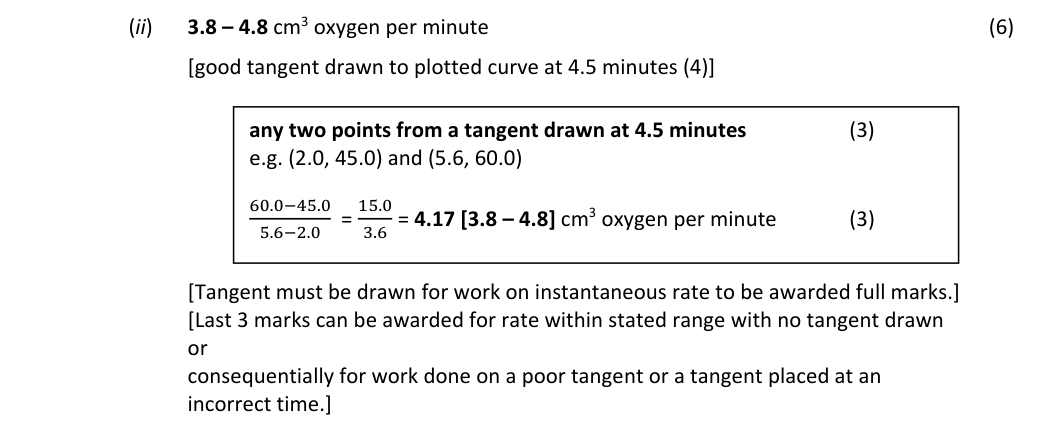 (ii) 3.8 – 4.8 cm³ oxygen per minute (6)
[good tangent drawn to plotted curve at 4.5 minutes (4)]
any two points from a tangent drawn at 4.5 minutes (3)
e.g. (2.0, 45.0) and (5.6, 60.0)
60.0−45.0 / 5.6−2.0 = 15.0 / 3.6 = 4.17 [3.8 – 4.8] cm³ oxygen per minute (3)
[Tangent must be drawn for work on instantaneous rate to be awarded full marks.]
[Last 3 marks can be awarded for rate within stated range with no tangent drawn
or
consequentially for work done on a poor tangent or a tangent placed at an
incorrect time.]